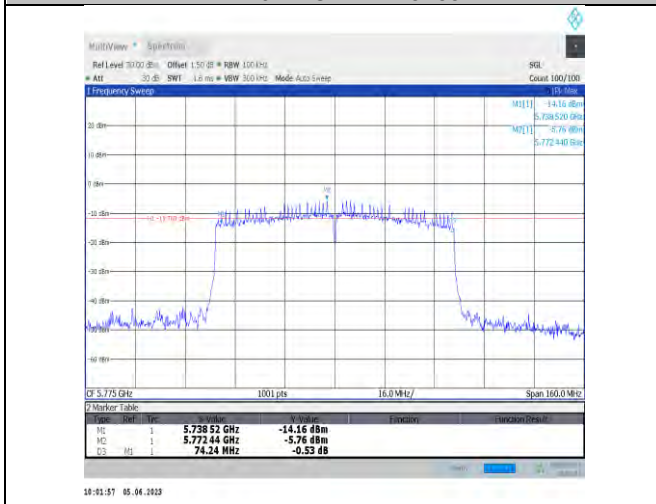 MultiView Spectrum
Ref Level 30.00 dBm Offset 1.50 dB RBW 100 kHz SGL
Att 30 dB SWT 1.6 ms VBW 300 kHz Mode Auto Sweep Count 100/100
1 Frequency Sweep
M1[1] -14.16 dBm
5.738 520 GHz
M2[1] -5.76 dBm
5.772 440 GHz
20 dBm
10 dBm
0 dBm
M2
-10 dBm
-20 dBm
-30 dBm
-40 dBm
-60 dBm
CF 5.775 GHz 1001 pts 16.0 MHz/ Span 160.0 MHz
2 Marker Table
Type Ref Trc X-Value Y-Value Function Function Result
M1 1 5.738 52 GHz -14.16 dBm
M2 1 5.772 44 GHz -5.76 dBm
D3 M1 1 74.24 MHz -0.53 dB
10:01:57 05.06.2023